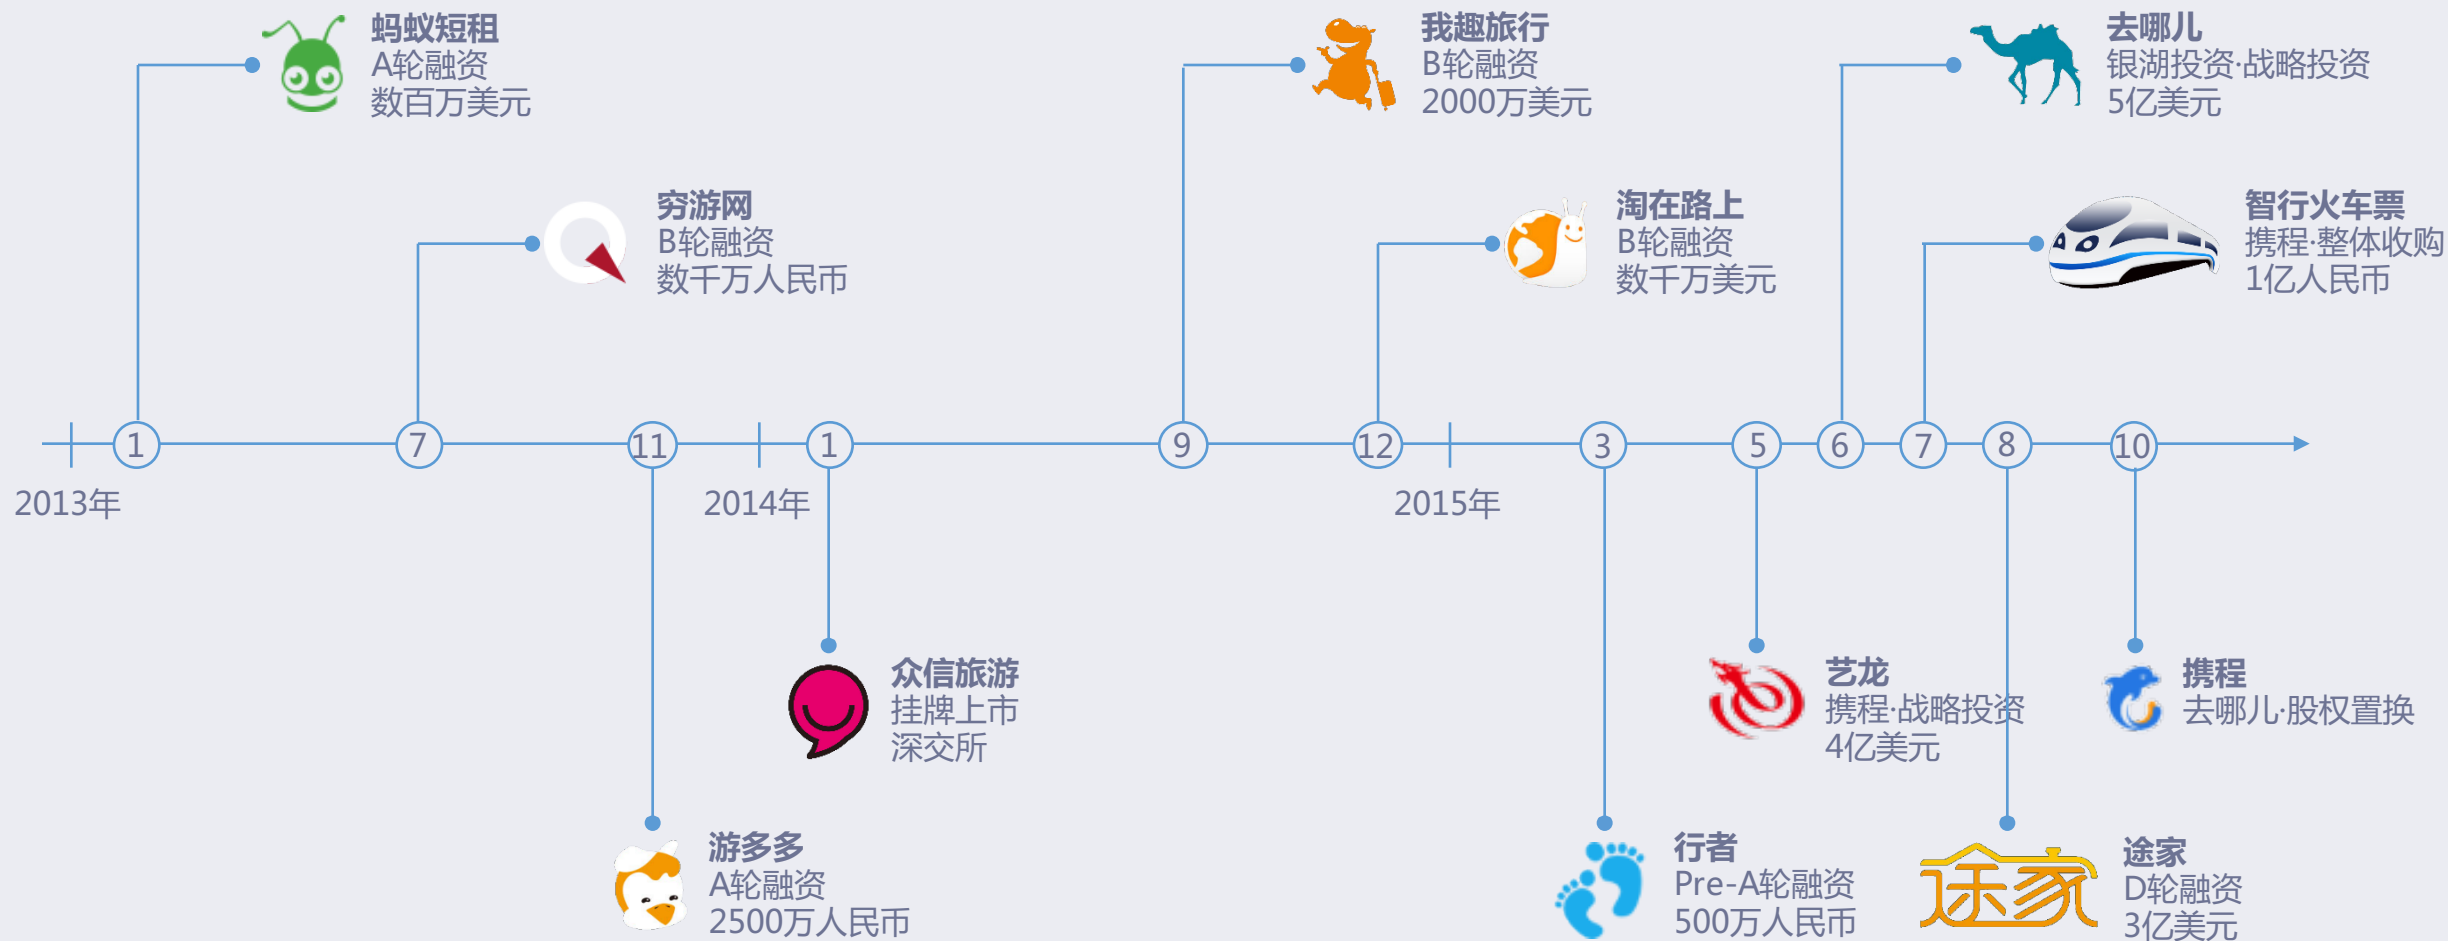 蚂蚁短租
A轮融资
数百万美元
我趣旅行
B轮融资
2000万美元
去哪儿
银湖投资·战略投资
5亿美元
穷游网
B轮融资
数千万人民币
淘在路上
B轮融资
数千万美元
智行火车票
携程·整体收购
1亿人民币
1
7
11
1
9
12
3
5
6
7
8
10
2013年
2014年
2015年
众信旅游
挂牌上市
深交所
艺龙
携程·战略投资
4亿美元
携程
去哪儿·股权置换
游多多
A轮融资
2500万人民币
行者
Pre-A轮融资
500万人民币
途家
途家
D轮融资
3亿美元